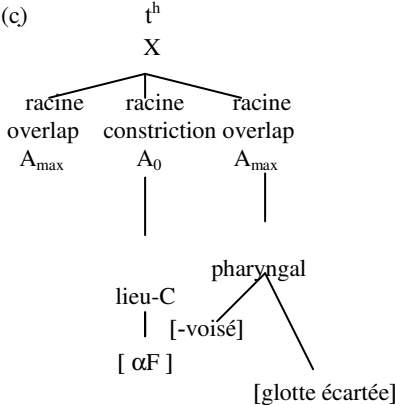 (c) tʰ
X
racine racine racine
overlap constriction overlap
Aₘₐₓ A₀ Aₘₐₓ
pharyngal
lieu-C
[-voisé]
[ αF ]
[glotte écartée]